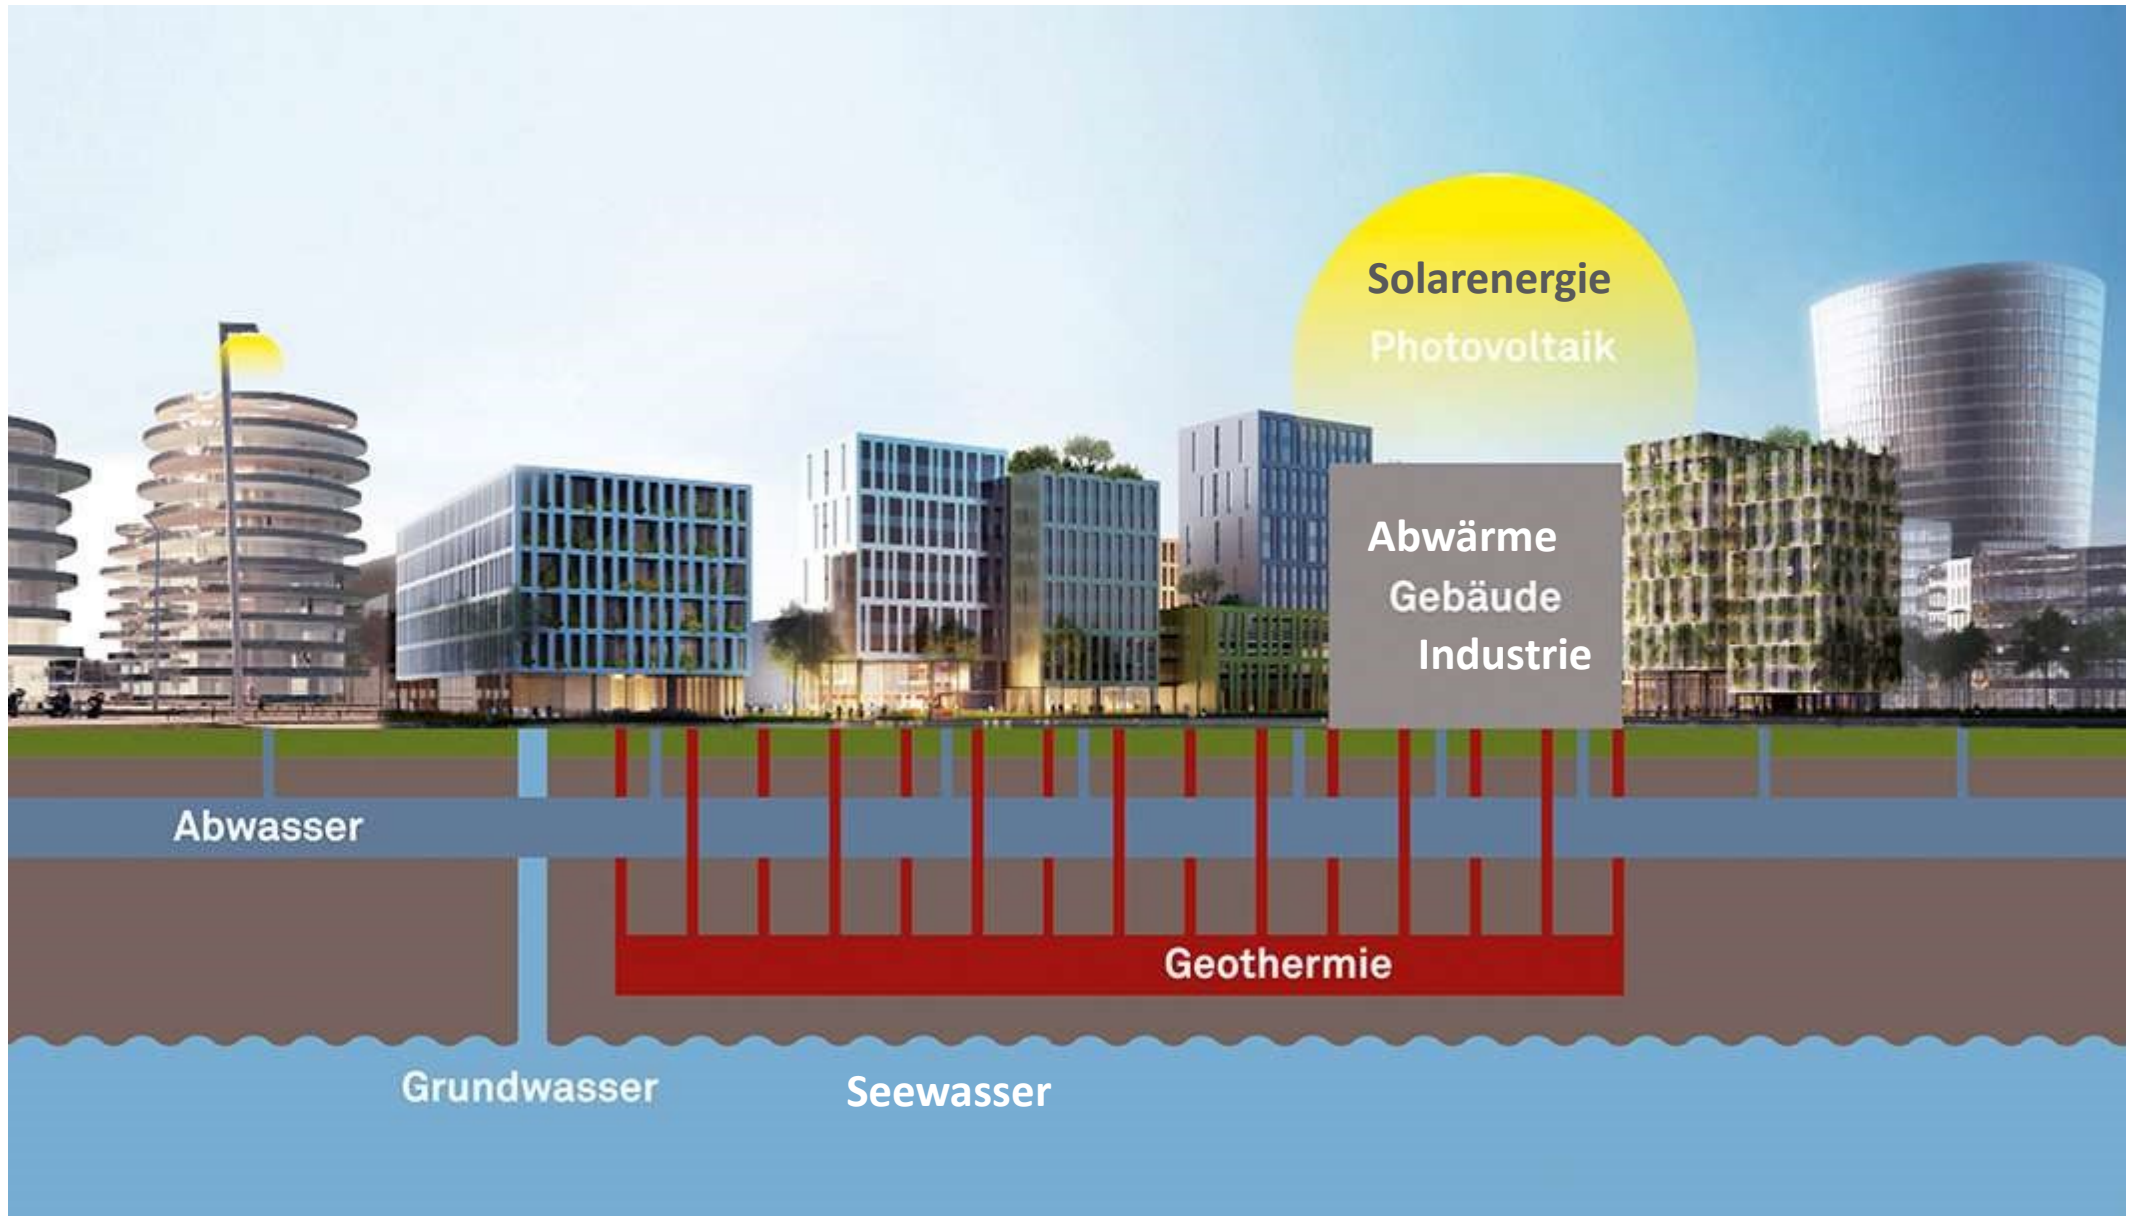 Solarenergie
Photovoltaik
Abwärme
Gebäude
Industrie
Abwasser
Geothermie
Grundwasser
Seewasser